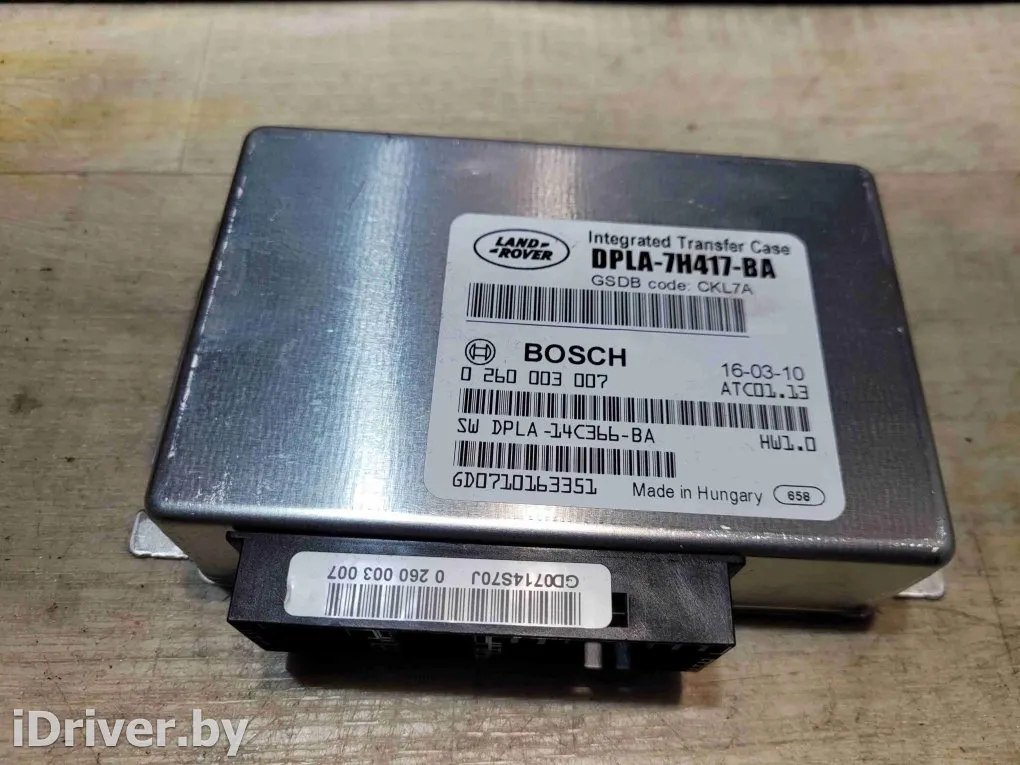 LAND ROVER
Integrated Transfer Case
DPLA-7H417-BA
GSDB code: CKL7A
BOSCH
16-03-10
0 260 003 007
ATC01.13
SW DPLA-14C366-BA
HW1.0
GD0710163351
Made in Hungary
658
GD0714S70J
0 260 003 007
iDriver.by